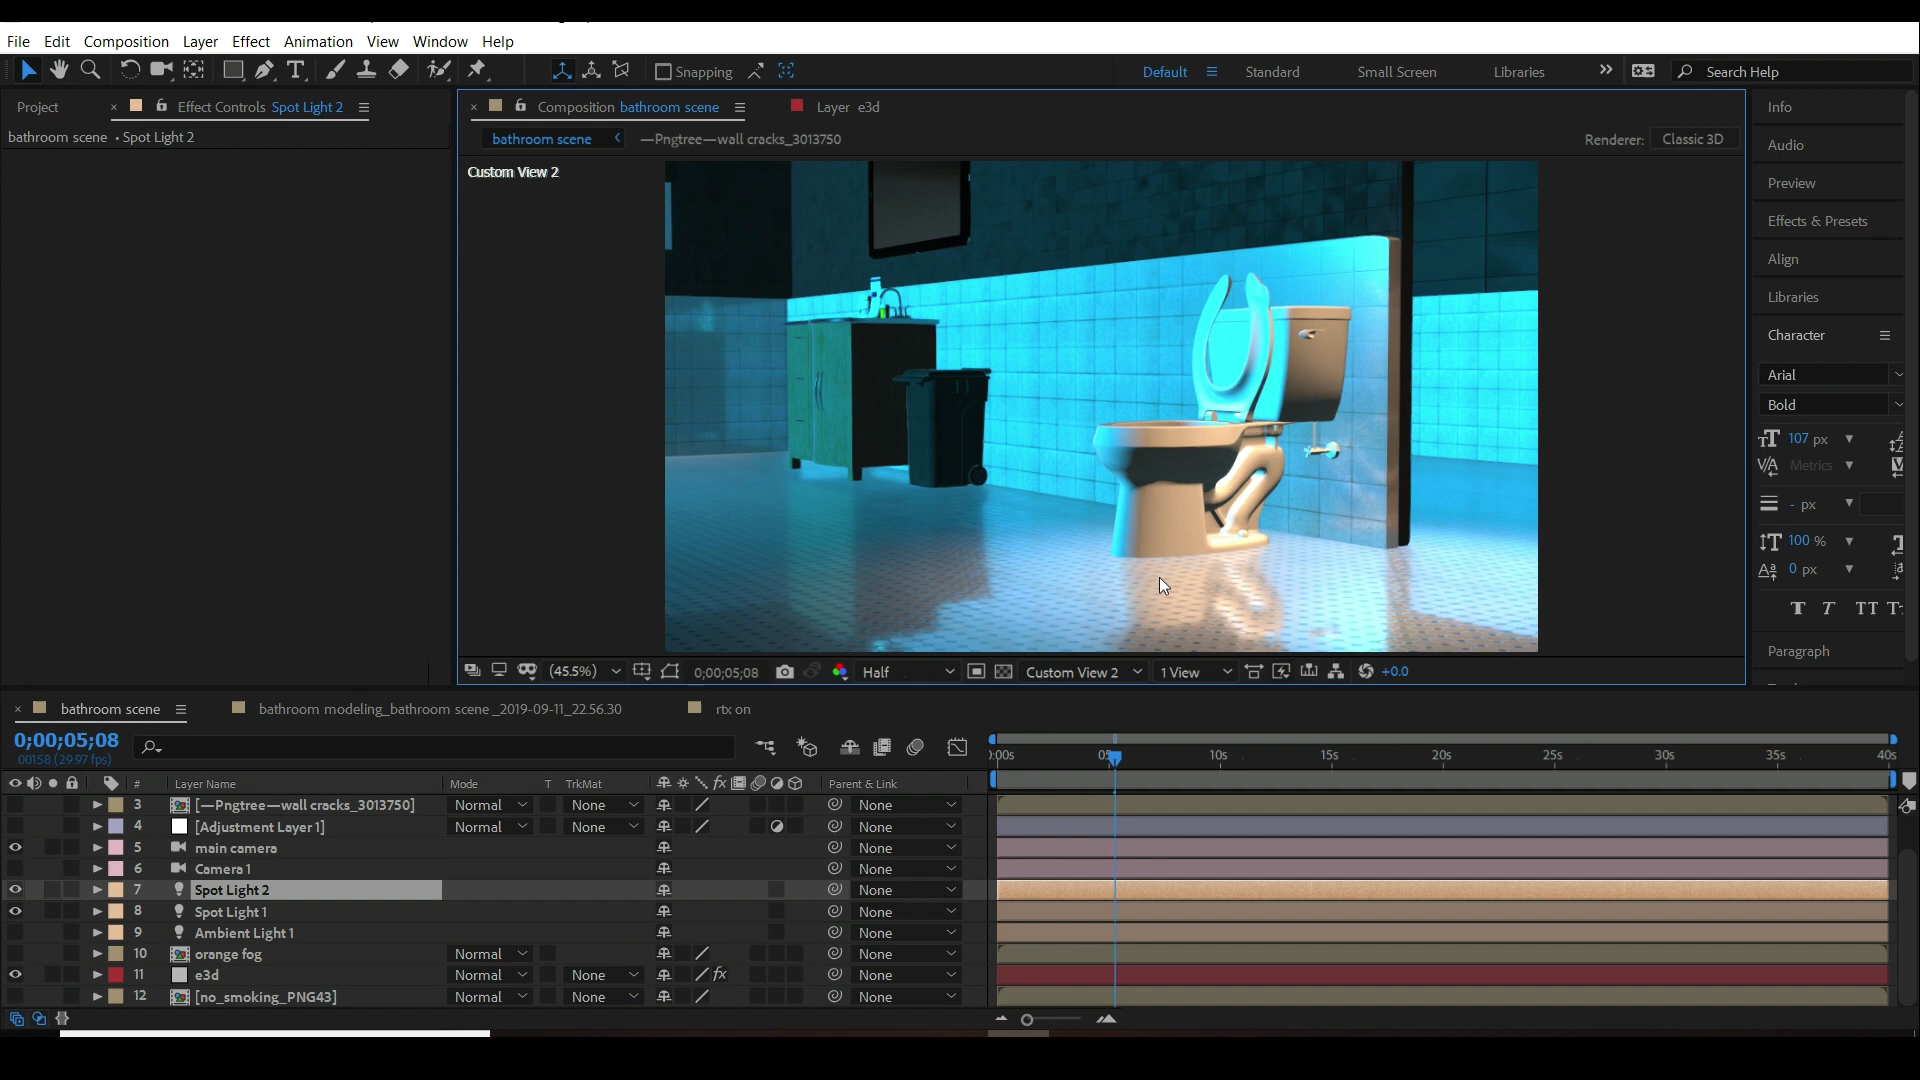 File Edit Composition Layer Effect Animation View Window Help
Snapping
Default Standard Small Screen Libraries Search Help
Project Effect Controls Spot Light 2
bathroom scene • Spot Light 2
Composition bathroom scene Layer e3d
bathroom scene —Pngtree—wall cracks_3013750
Renderer: Classic 3D
Custom View 2
Info
Audio
Preview
Effects & Presets
Align
Libraries
Character
Arial
Bold
107 px
Metrics
- px
100 %
0 px
Paragraph
(45.5%) 0;00;05;08 Half Custom View 2 1 View +0.0
bathroom scene bathroom modeling_bathroom scene _2019-09-11_22.56.30 rtx on
0;00;05;08
00158 (29.97 fps)
0:00s 05 10s 15s 20s 25s 30s 35s 40s
# Layer Name Mode T TrkMat fx Parent & Link
3 [—Pngtree—wall cracks_3013750] Normal None None
4 [Adjustment Layer 1] Normal None None
5 main camera None
6 Camera 1 None
7 Spot Light 2 None
8 Spot Light 1 None
9 Ambient Light 1 None
10 orange fog Normal None
11 e3d Normal None fx None
12 [no_smoking_PNG43] Normal None None